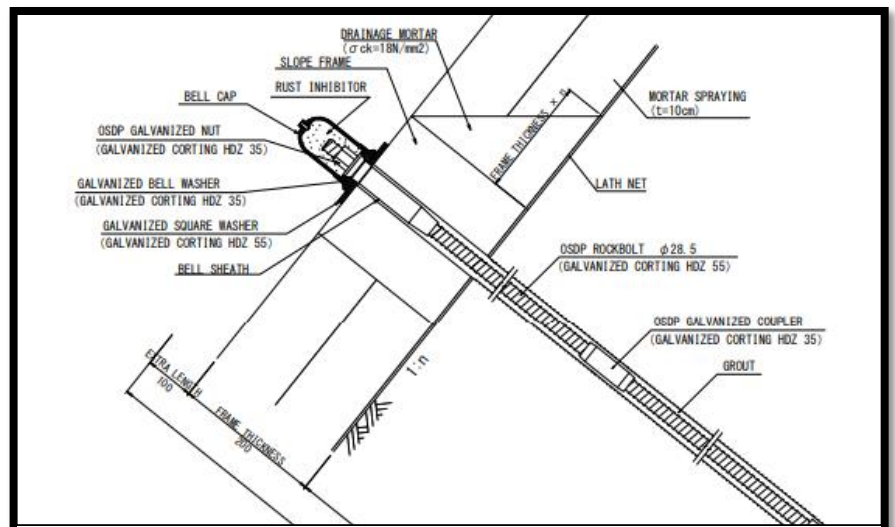 DRAINAGE MORTAR
(σck=18N/mm2)
SLOPE FRAME
RUST INHIBITOR
BELL CAP
OSDP GALVANIZED NUT
(GALVANIZED CORTING HDZ 35)
GALVANIZED BELL WASHER
(GALVANIZED CORTING HDZ 35)
GALVANIZED SQUARE WASHER
(GALVANIZED CORTING HDZ 55)
BELL SHEATH
FRAME THICKNESS × n
MORTAR SPRAYING
(t=10cm)
LATH NET
OSDP ROCKBOLT φ28.5
(GALVANIZED CORTING HDZ 55)
OSDP GALVANIZED COUPLER
(GALVANIZED CORTING HDZ 35)
GROUT
1:n
EXTRA LENGTH
100
FRAME THICKNESS
200